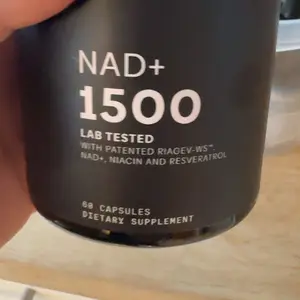 NAD+
1500
LAB TESTED
WITH PATENTED RIAGEV-WS™
NAD+, NIACIN AND RESVERATROL
60 CAPSULES
DIETARY SUPPLEMENT